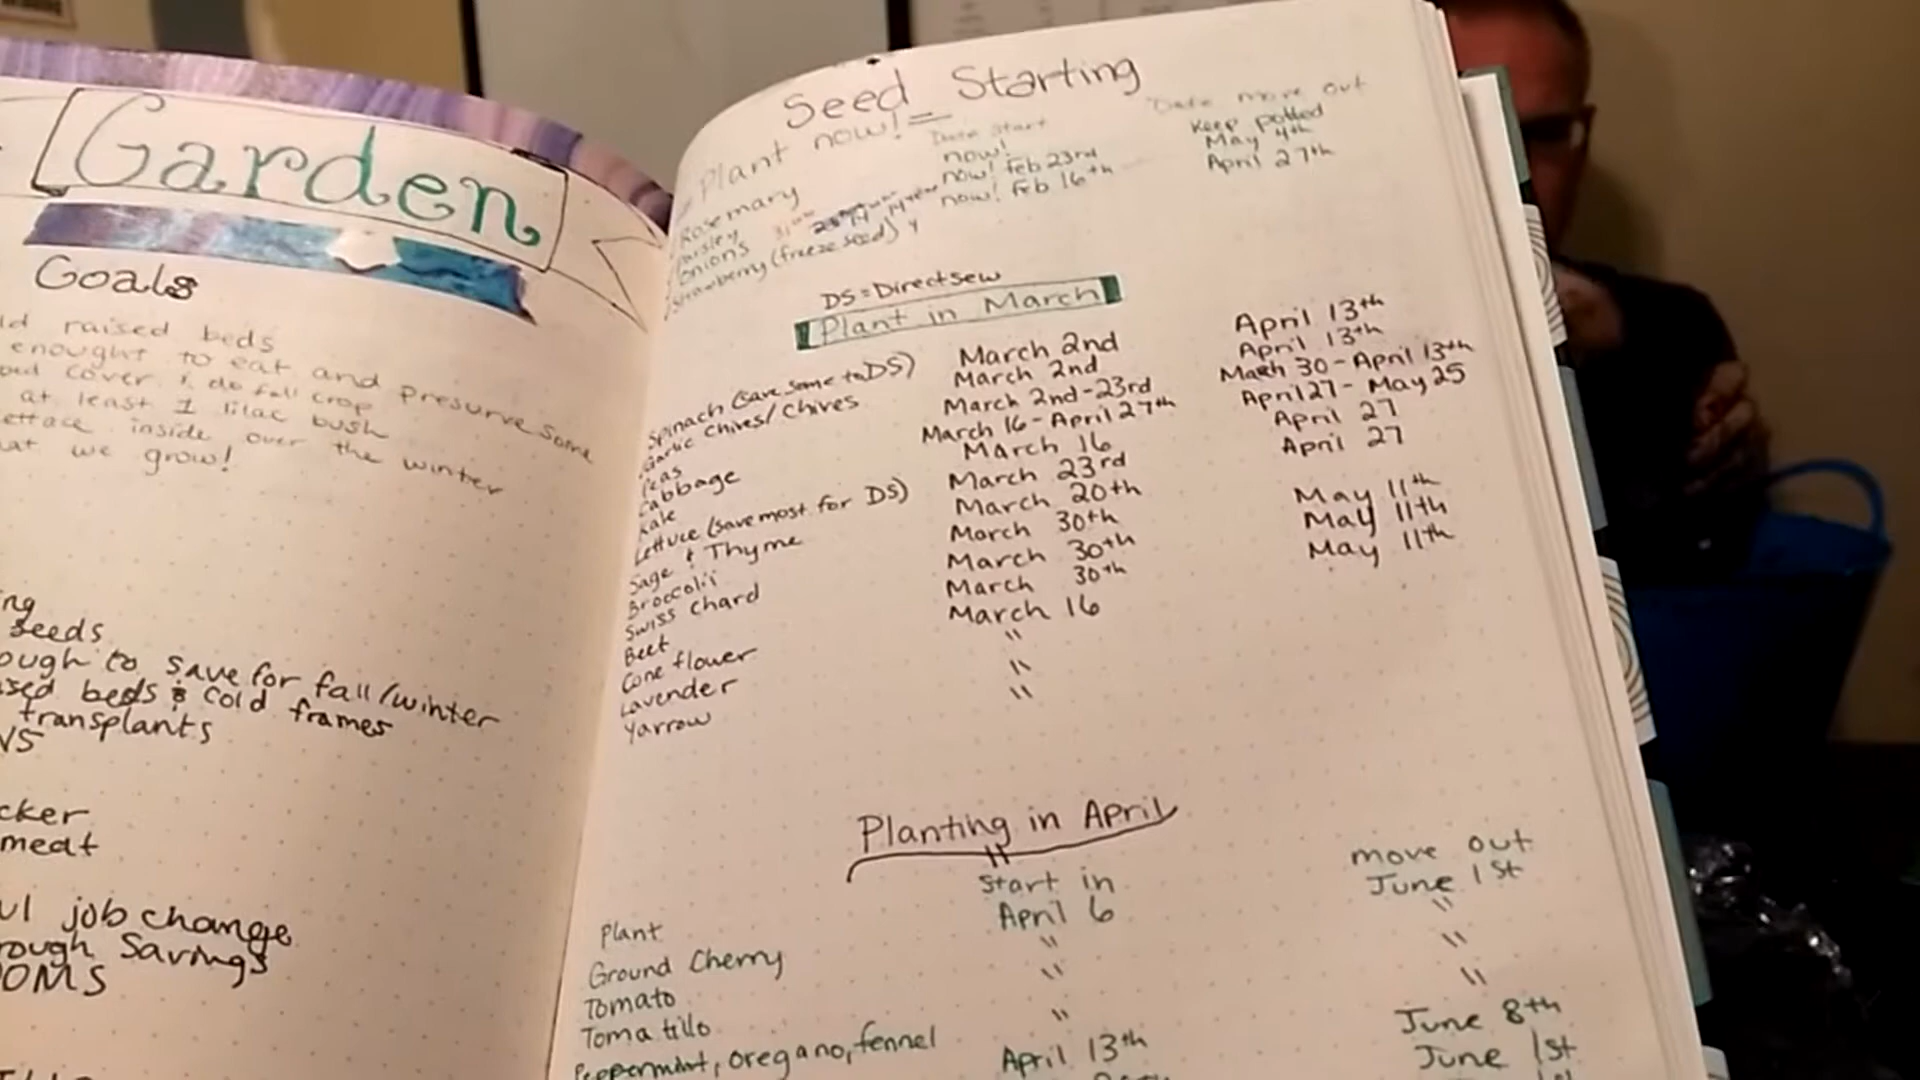 Garden
Goals
raised beds
enought to eat and presurve some
cover & do fall crop
at least 1 lilac bush
inside over the winter
we grow!
seeds
to save for fall/winter
beds & cold frames
transplants
meat
job change
Savings
Seed Starting
Plant now! Date Start Date move out
Rosemary now! Keep potted
Parsley now! Feb 23rd May 4th
Onions now! Feb 16th April 27th
Strawberry (freeze seed)
DS = Direct sew
Plant in March
Spinach (save some to DS) March 2nd April 13th
Garlic Chives/Chives March 2nd April 13th
Peas March 2nd-23rd March 30-April 13th
Cabbage March 16-April 27th April 27-May 25
Kale March 16 April 27
Lettuce (save most for DS) March 23rd April 27
Sage & Thyme March 20th
Broccoli March 30th May 11th
Swiss chard March 30th May 11th
Beet March 30th May 11th
Cone flower March 16
Lavender "
Yarrow "
"
Planting in April
Plant Start in move out
Ground Cherry April 6 June 1st
Tomato " "
Tomatillo " "
Peppermint, oregano, fennel " "
April 13th June 8th
June 1st